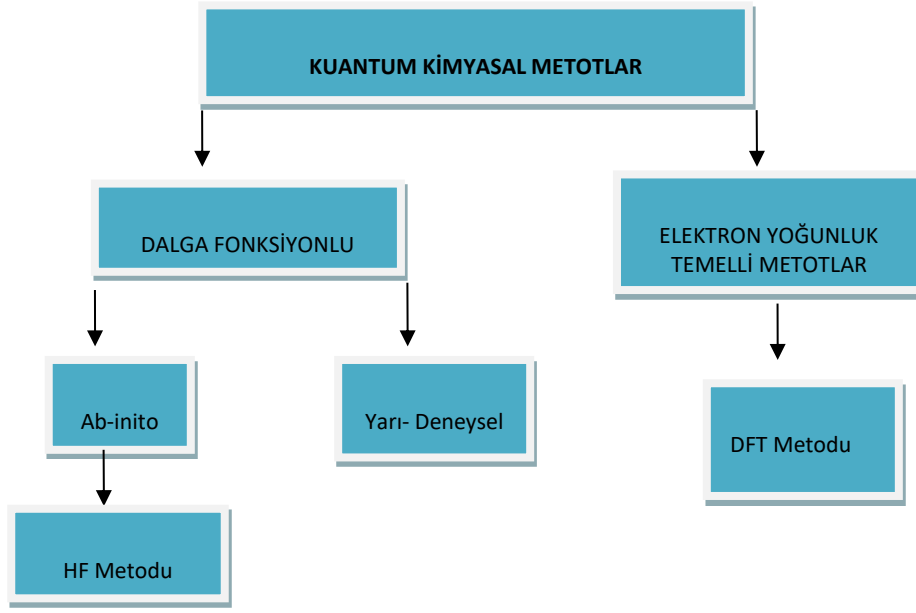 KUANTUM KİMYASAL METOTLAR
DALGA FONKSİYONLU
ELEKTRON YOĞUNLUK
TEMELLİ METOTLAR
Ab-inito
Yarı- Deneysel
DFT Metodu
HF Metodu